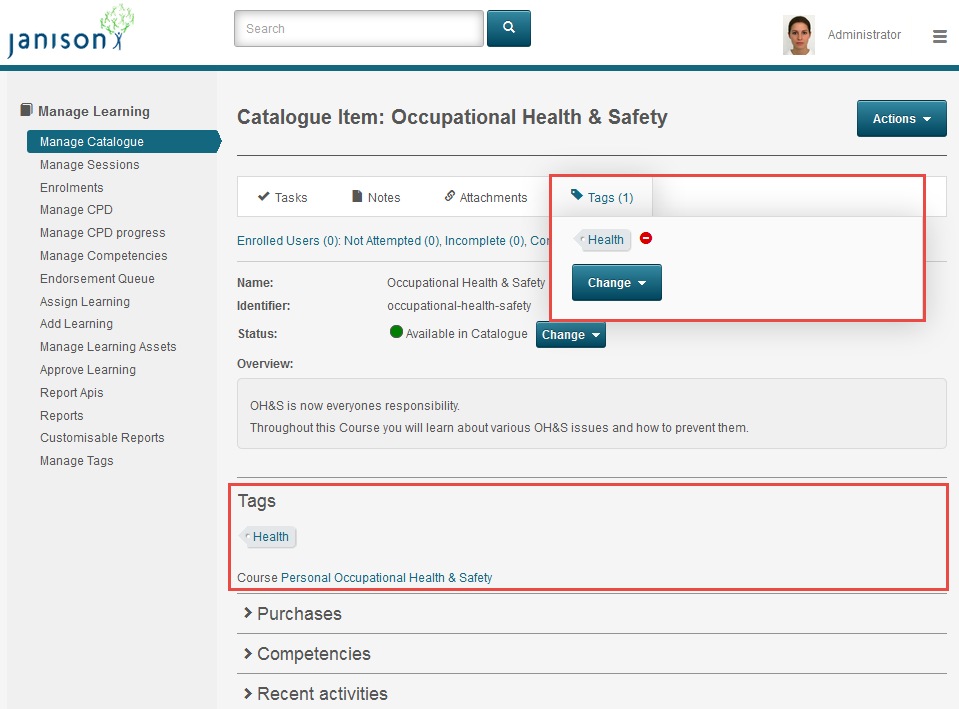 janison
Search
Administrator
Manage Learning
Manage Catalogue
Manage Sessions
Enrolments
Manage CPD
Manage CPD progress
Manage Competencies
Endorsement Queue
Assign Learning
Add Learning
Manage Learning Assets
Approve Learning
Report Apis
Reports
Customisable Reports
Manage Tags
Catalogue Item: Occupational Health & Safety
Actions
Tasks Notes Attachments Tags (1)
Health
Change
Enrolled Users (0): Not Attempted (0), Incomplete (0),
Name: Occupational Health & Safety
Identifier: occupational-health-safety
Status: Available in Catalogue Change
Overview:
OH&S is now everyones responsibility.
Throughout this Course you will learn about various OH&S issues and how to prevent them.
Tags
Health
Course Personal Occupational Health & Safety
Purchases
Competencies
Recent activities